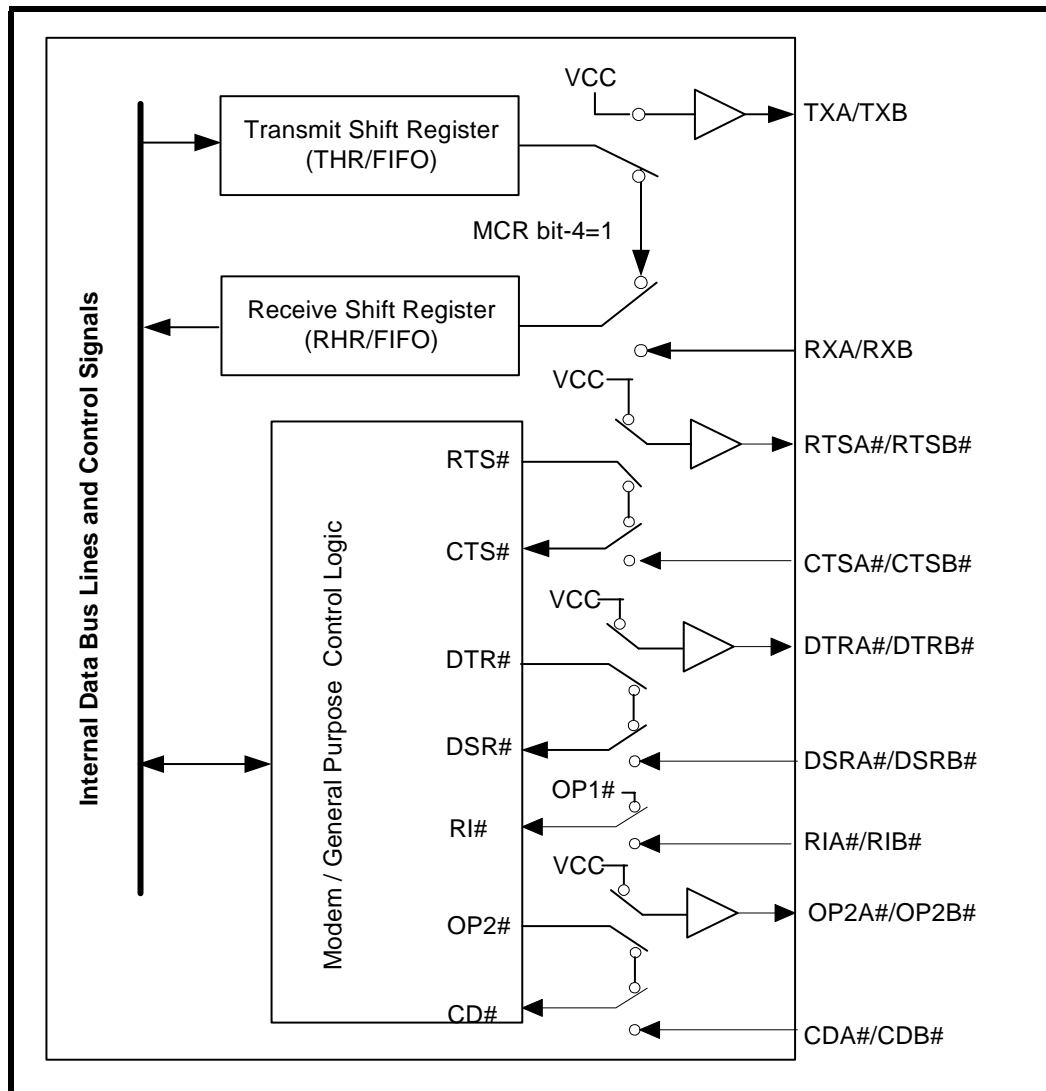 VCC
TXA/TXB
Transmit Shift Register
(THR/FIFO)
MCR bit-4=1
Receive Shift Register
(RHR/FIFO)
RXA/RXB
VCC
RTSA#/RTSB#
RTS#
CTS#
CTSA#/CTSB#
VCC
DTRA#/DTRB#
DTR#
DSR#
DSRA#/DSRB#
OP1#
RI#
RIA#/RIB#
VCC
OP2A#/OP2B#
OP2#
CD#
CDA#/CDB#
Internal Data Bus Lines and Control Signals
Modem / General Purpose Control Logic